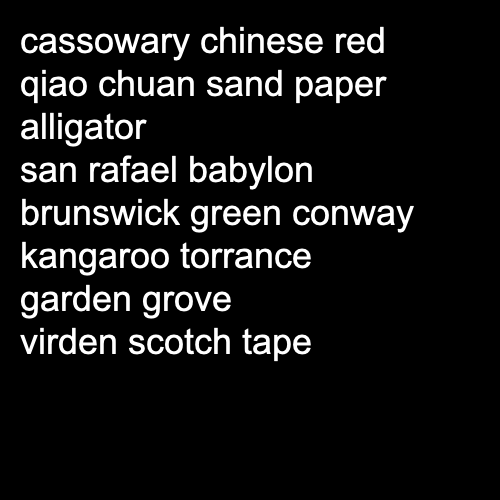 cassowary chinese red
qiao chuan sand paper
alligator
san rafael babylon
brunswick green conway
kangaroo torrance
garden grove
virden scotch tape